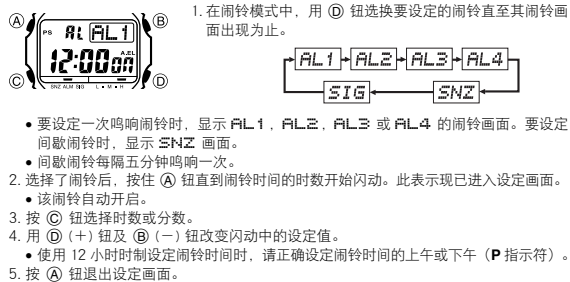 Ⓐ Ⓑ
PS AL AL1
A.EL
12:00 00
SNZ ALM SIG L • M • H
Ⓒ Ⓓ
1. 在闹铃模式中，用 Ⓓ 钮选换要设定的闹铃直至其闹铃画
面出现为止。
AL1 AL2 AL3 AL4
SIG SNZ
• 要设定一次鸣响闹铃时，显示 AL1，AL2，AL3 或 AL4 的闹铃画面。要设定
间歇闹铃时，显示 SNZ 画面。
• 间歇闹铃每隔五分钟鸣响一次。
2. 选择了闹铃后，按住 Ⓐ 钮直到闹铃时间的时数开始闪动。此表示现已进入设定画面。
• 该闹铃自动开启。
3. 按 Ⓒ 钮选择时数或分数。
4. 用 Ⓓ（＋）钮及 Ⓑ（－）钮改变闪动中的设定值。
• 使用 12 小时时制设定闹铃时间时，请正确设定闹铃时间的上午或下午（P 指示符）。
5. 按 Ⓐ 钮退出设定画面。